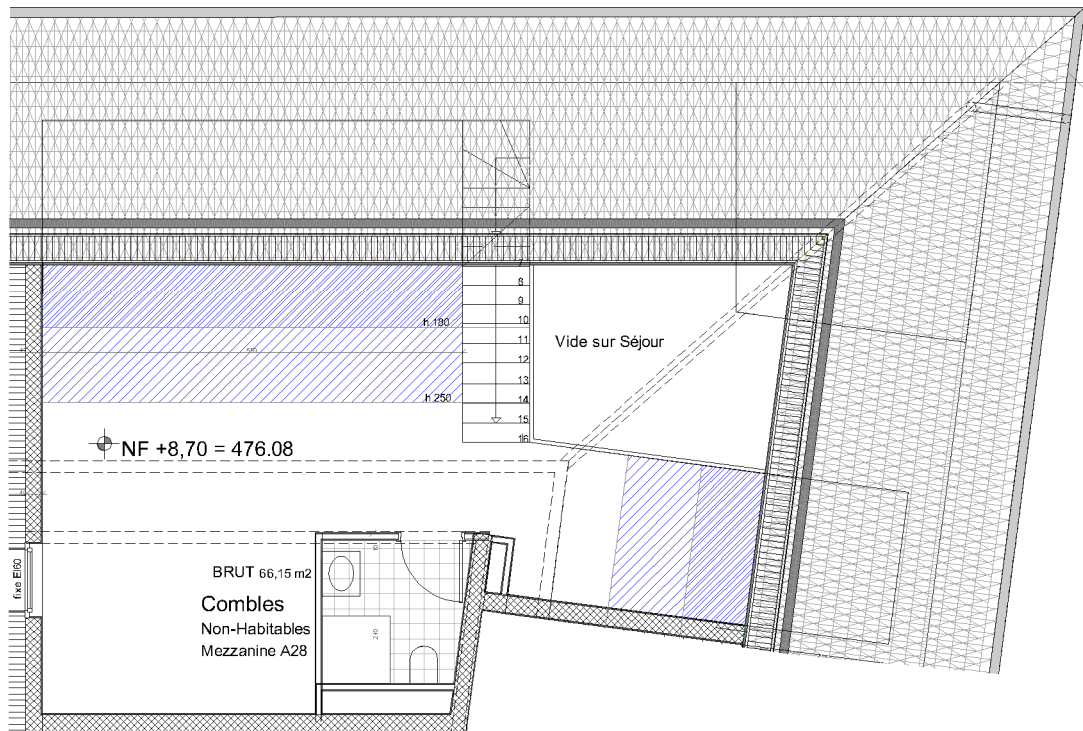 7
8
9
h 180
10
11
Vide sur Séjour
12
13
h 250
14
15
16
NF +8,70 = 476.08
fixe EI60
BRUT 66,15 m2
Combles
Non-Habitables
Mezzanine A28
240